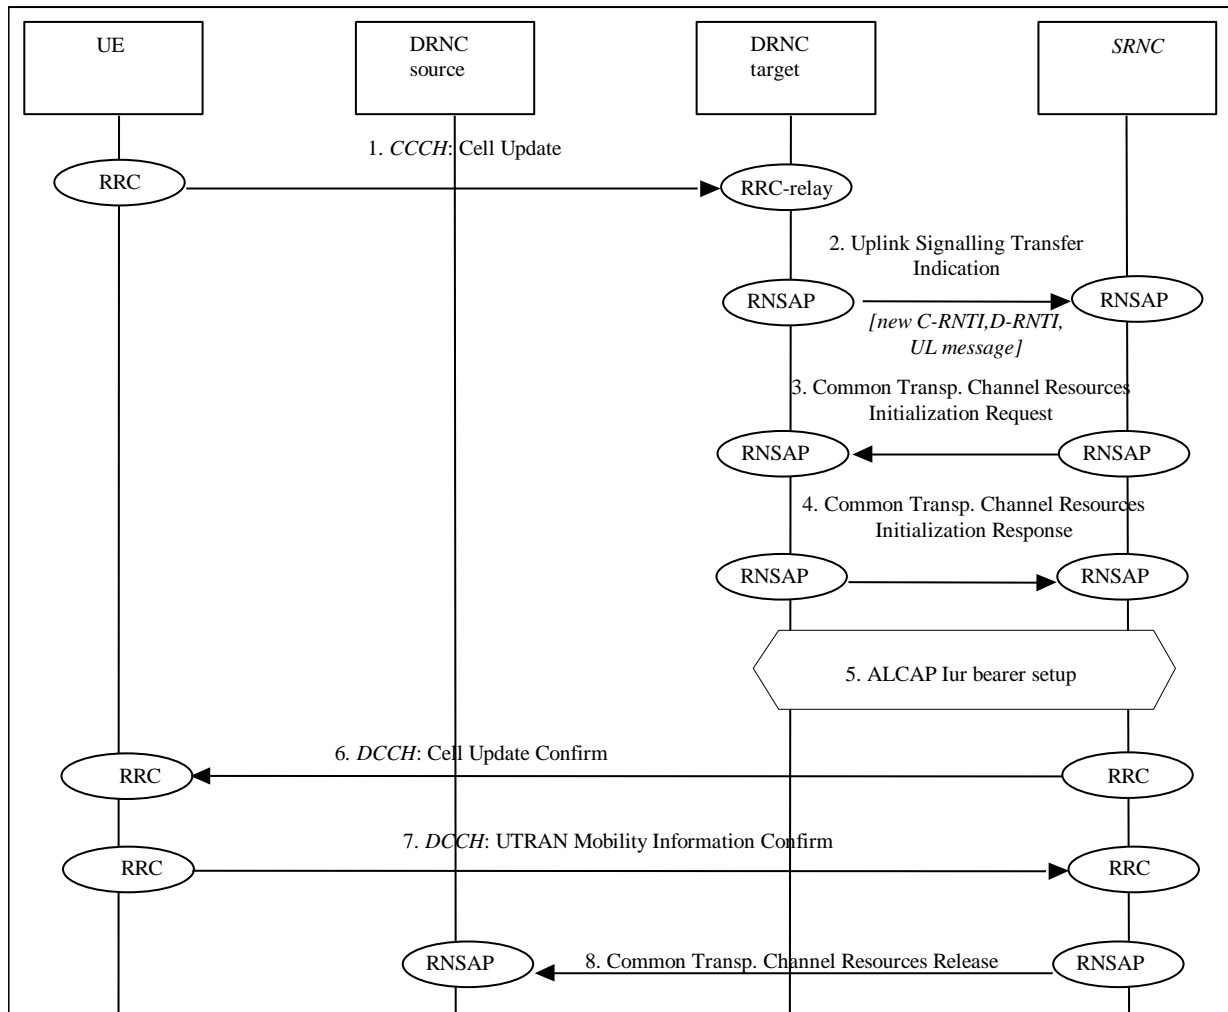 UE
DRNC
source
DRNC
target
SRNC
1. CCCH: Cell Update
RRC
RRC-relay
2. Uplink Signalling Transfer
Indication
RNSAP
RNSAP
[new C-RNTI,D-RNTI,
UL message]
3. Common Transp. Channel Resources
Initialization Request
RNSAP
RNSAP
4. Common Transp. Channel Resources
Initialization Response
RNSAP
RNSAP
5. ALCAP Iur bearer setup
6. DCCH: Cell Update Confirm
RRC
RRC
7. DCCH: UTRAN Mobility Information Confirm
RRC
RRC
8. Common Transp. Channel Resources Release
RNSAP
RNSAP